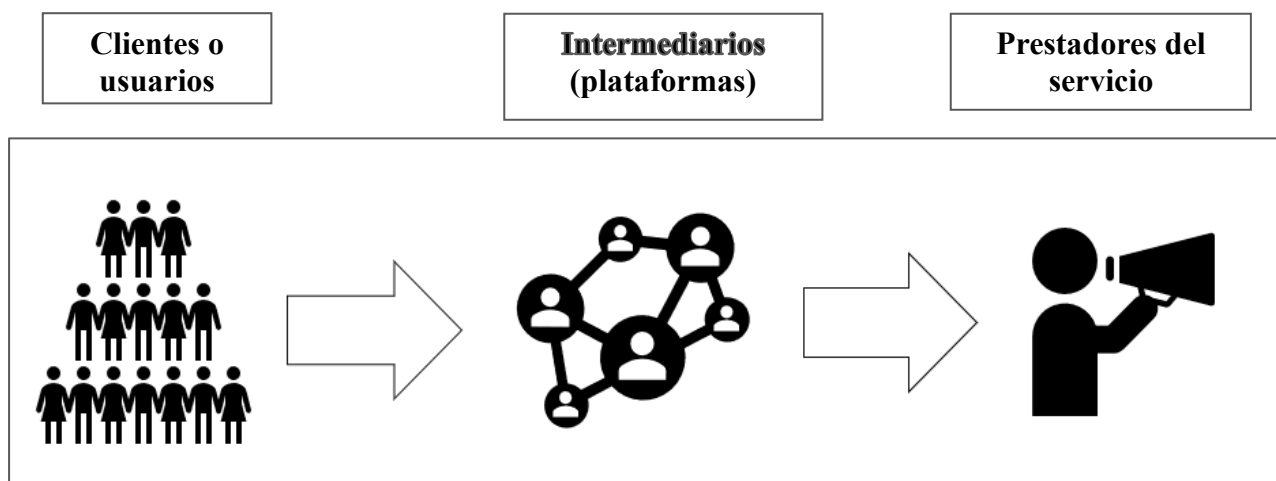 Clientes o
usuarios
Intermediarios
(plataformas)
Prestadores del
servicio